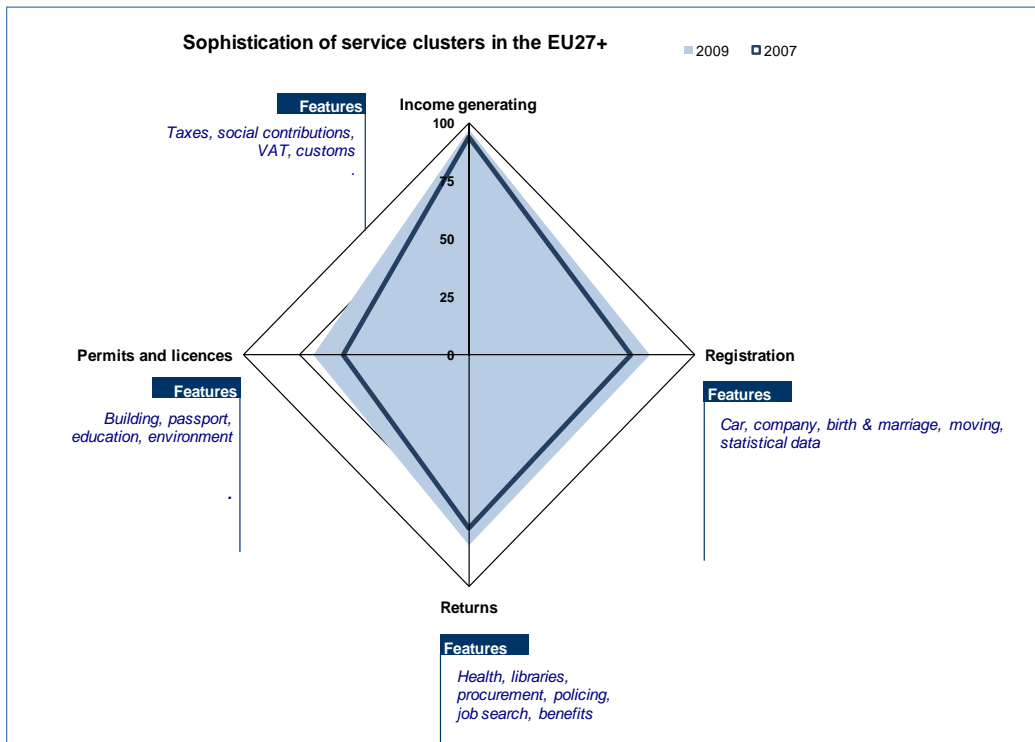 Sophistication of service clusters in the EU27+
2009
2007
Features
Taxes, social contributions,
VAT, customs
.
Income generating
100
75
50
25
0
Permits and licences
Features
Building, passport,
education, environment
.
Registration
Features
Car, company, birth & marriage, moving,
statistical data
Returns
Features
Health, libraries,
procurement, policing,
job search, benefits